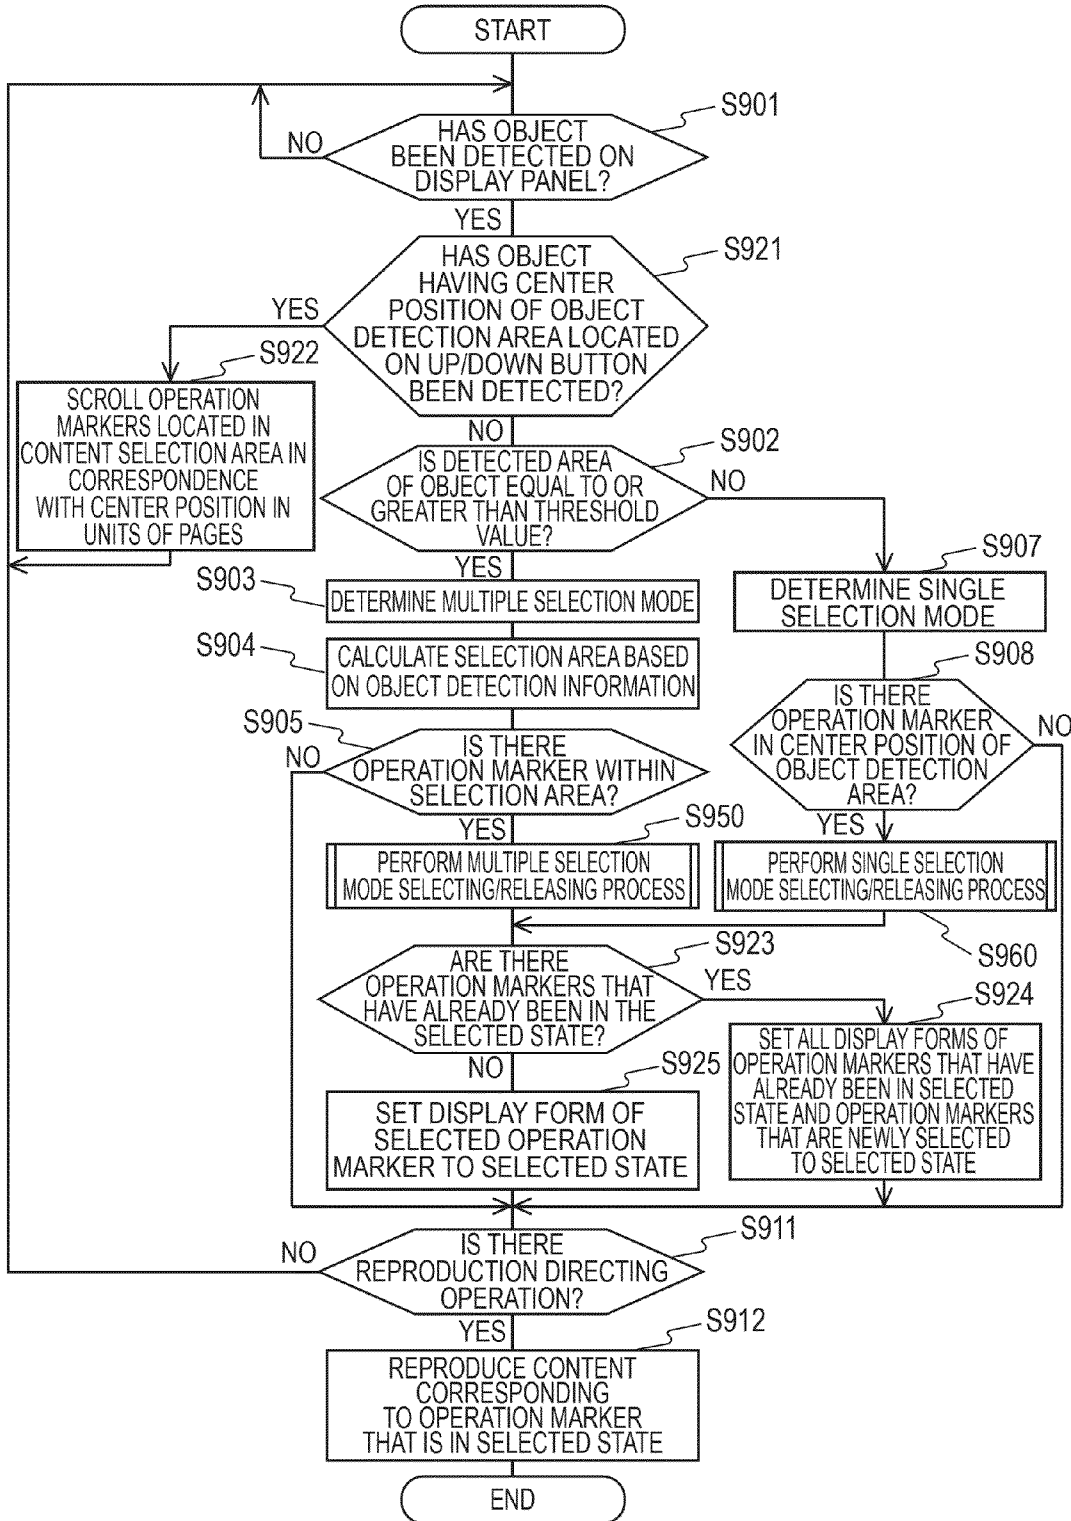 START
S901
HAS OBJECT
BEEN DETECTED ON
DISPLAY PANEL?
NO
YES
S921
HAS OBJECT
HAVING CENTER
POSITION OF OBJECT
DETECTION AREA LOCATED
ON UP/DOWN BUTTON
BEEN DETECTED?
YES
NO
S922
SCROLL OPERATION
MARKERS LOCATED IN
CONTENT SELECTION AREA IN
CORRESPONDENCE
WITH CENTER POSITION IN
UNITS OF PAGES
S902
IS DETECTED AREA
OF OBJECT EQUAL TO OR
GREATER THAN THRESHOLD
VALUE?
NO
YES
S903
DETERMINE MULTIPLE SELECTION MODE
S907
DETERMINE SINGLE
SELECTION MODE
S904
CALCULATE SELECTION AREA BASED
ON OBJECT DETECTION INFORMATION
S908
IS THERE
OPERATION MARKER
IN CENTER POSITION OF
OBJECT DETECTION
AREA?
NO
YES
S905
IS THERE
OPERATION MARKER WITHIN
SELECTION AREA?
NO
YES
S950
PERFORM MULTIPLE SELECTION
MODE SELECTING/RELEASING PROCESS
PERFORM SINGLE SELECTION
MODE SELECTING/RELEASING PROCESS
S960
S923
ARE THERE
OPERATION MARKERS THAT
HAVE ALREADY BEEN IN THE
SELECTED STATE?
YES
NO
S924
SET ALL DISPLAY FORMS OF
OPERATION MARKERS THAT HAVE
ALREADY BEEN IN SELECTED
STATE AND OPERATION MARKERS
THAT ARE NEWLY SELECTED
TO SELECTED STATE
S925
SET DISPLAY FORM OF
SELECTED OPERATION
MARKER TO SELECTED STATE
S911
IS THERE
REPRODUCTION DIRECTING
OPERATION?
NO
YES
S912
REPRODUCE CONTENT
CORRESPONDING
TO OPERATION MARKER
THAT IS IN SELECTED STATE
END